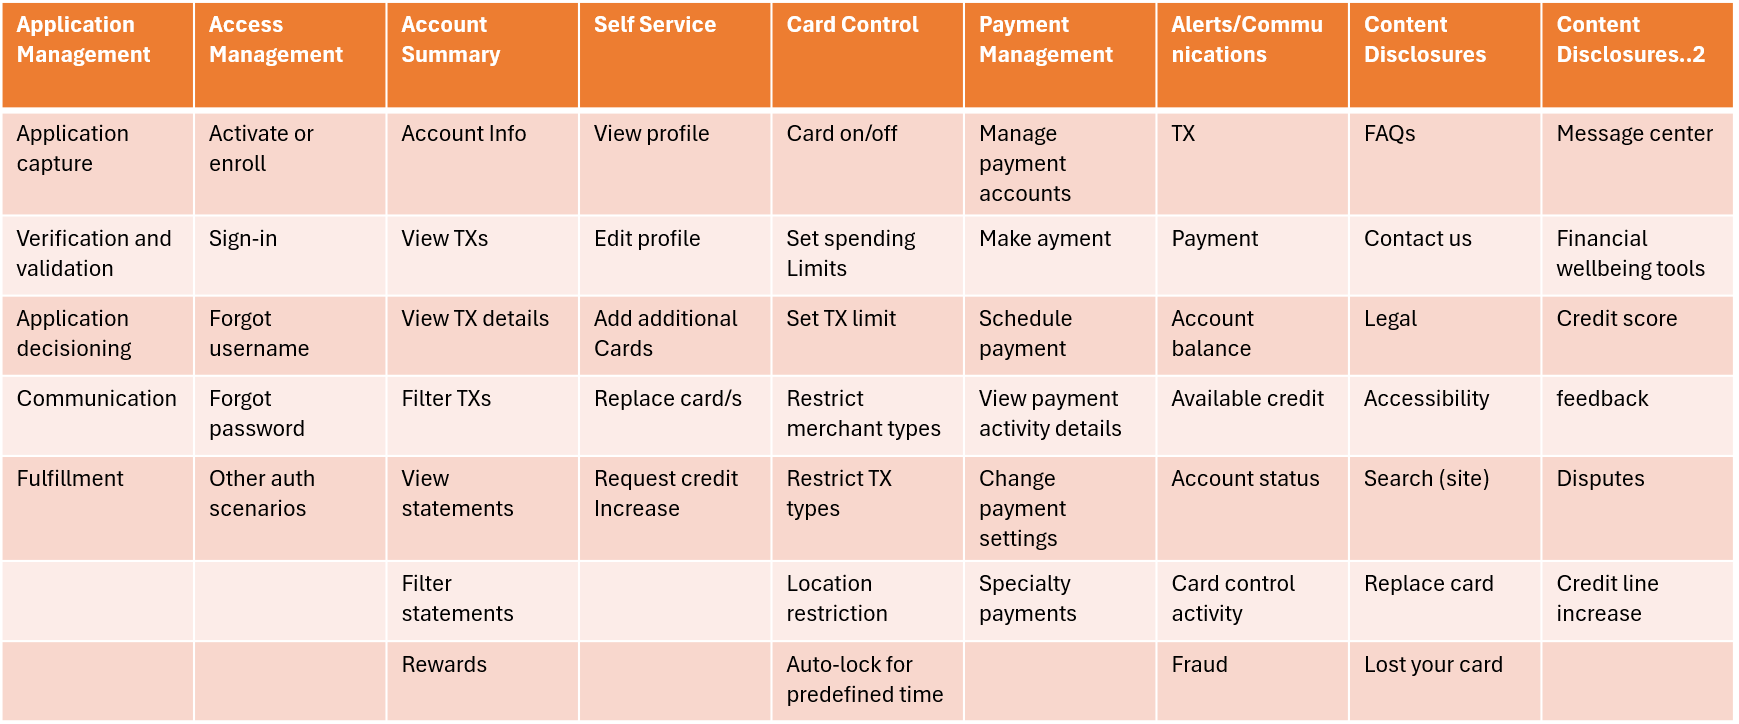 Application
Management
Access
Management
Account
Summary
Self Service
Card Control
Payment
Management
Alerts/Commu
nications
Content
Disclosures
Content
Disclosures..2
Application
capture
Activate or
enroll
Account Info
View profile
Card on/off
Manage
payment
accounts
TX
FAQs
Message center
Verification and
validation
Sign-in
View TXs
Edit profile
Set spending
Limits
Make ayment
Payment
Contact us
Financial
wellbeing tools
Application
decisioning
Forgot
username
View TX details
Add additional
Cards
Set TX limit
Schedule
payment
Account
balance
Legal
Credit score
Communication
Forgot
password
Filter TXs
Replace card/s
Restrict
merchant types
View payment
activity details
Available credit
Accessibility
feedback
Fulfillment
Other auth
scenarios
View
statements
Request credit
Increase
Restrict TX
types
Change
payment
settings
Account status
Search (site)
Disputes
Filter
statements
Location
restriction
Specialty
payments
Card control
activity
Replace card
Credit line
increase
Rewards
Auto-lock for
predefined time
Fraud
Lost your card